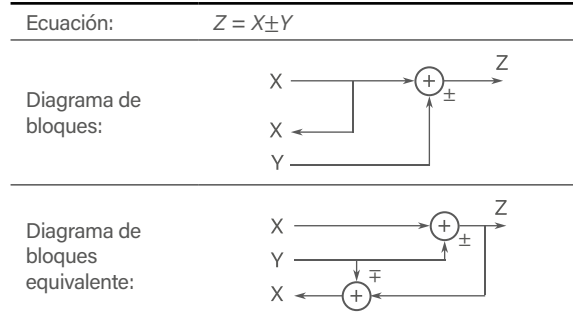 Ecuación: Z = X±Y
Diagrama de
bloques:
X
+
±
Z
X
Y
Diagrama de
bloques
equivalente:
X
+
±
Z
Y
∓
X
+